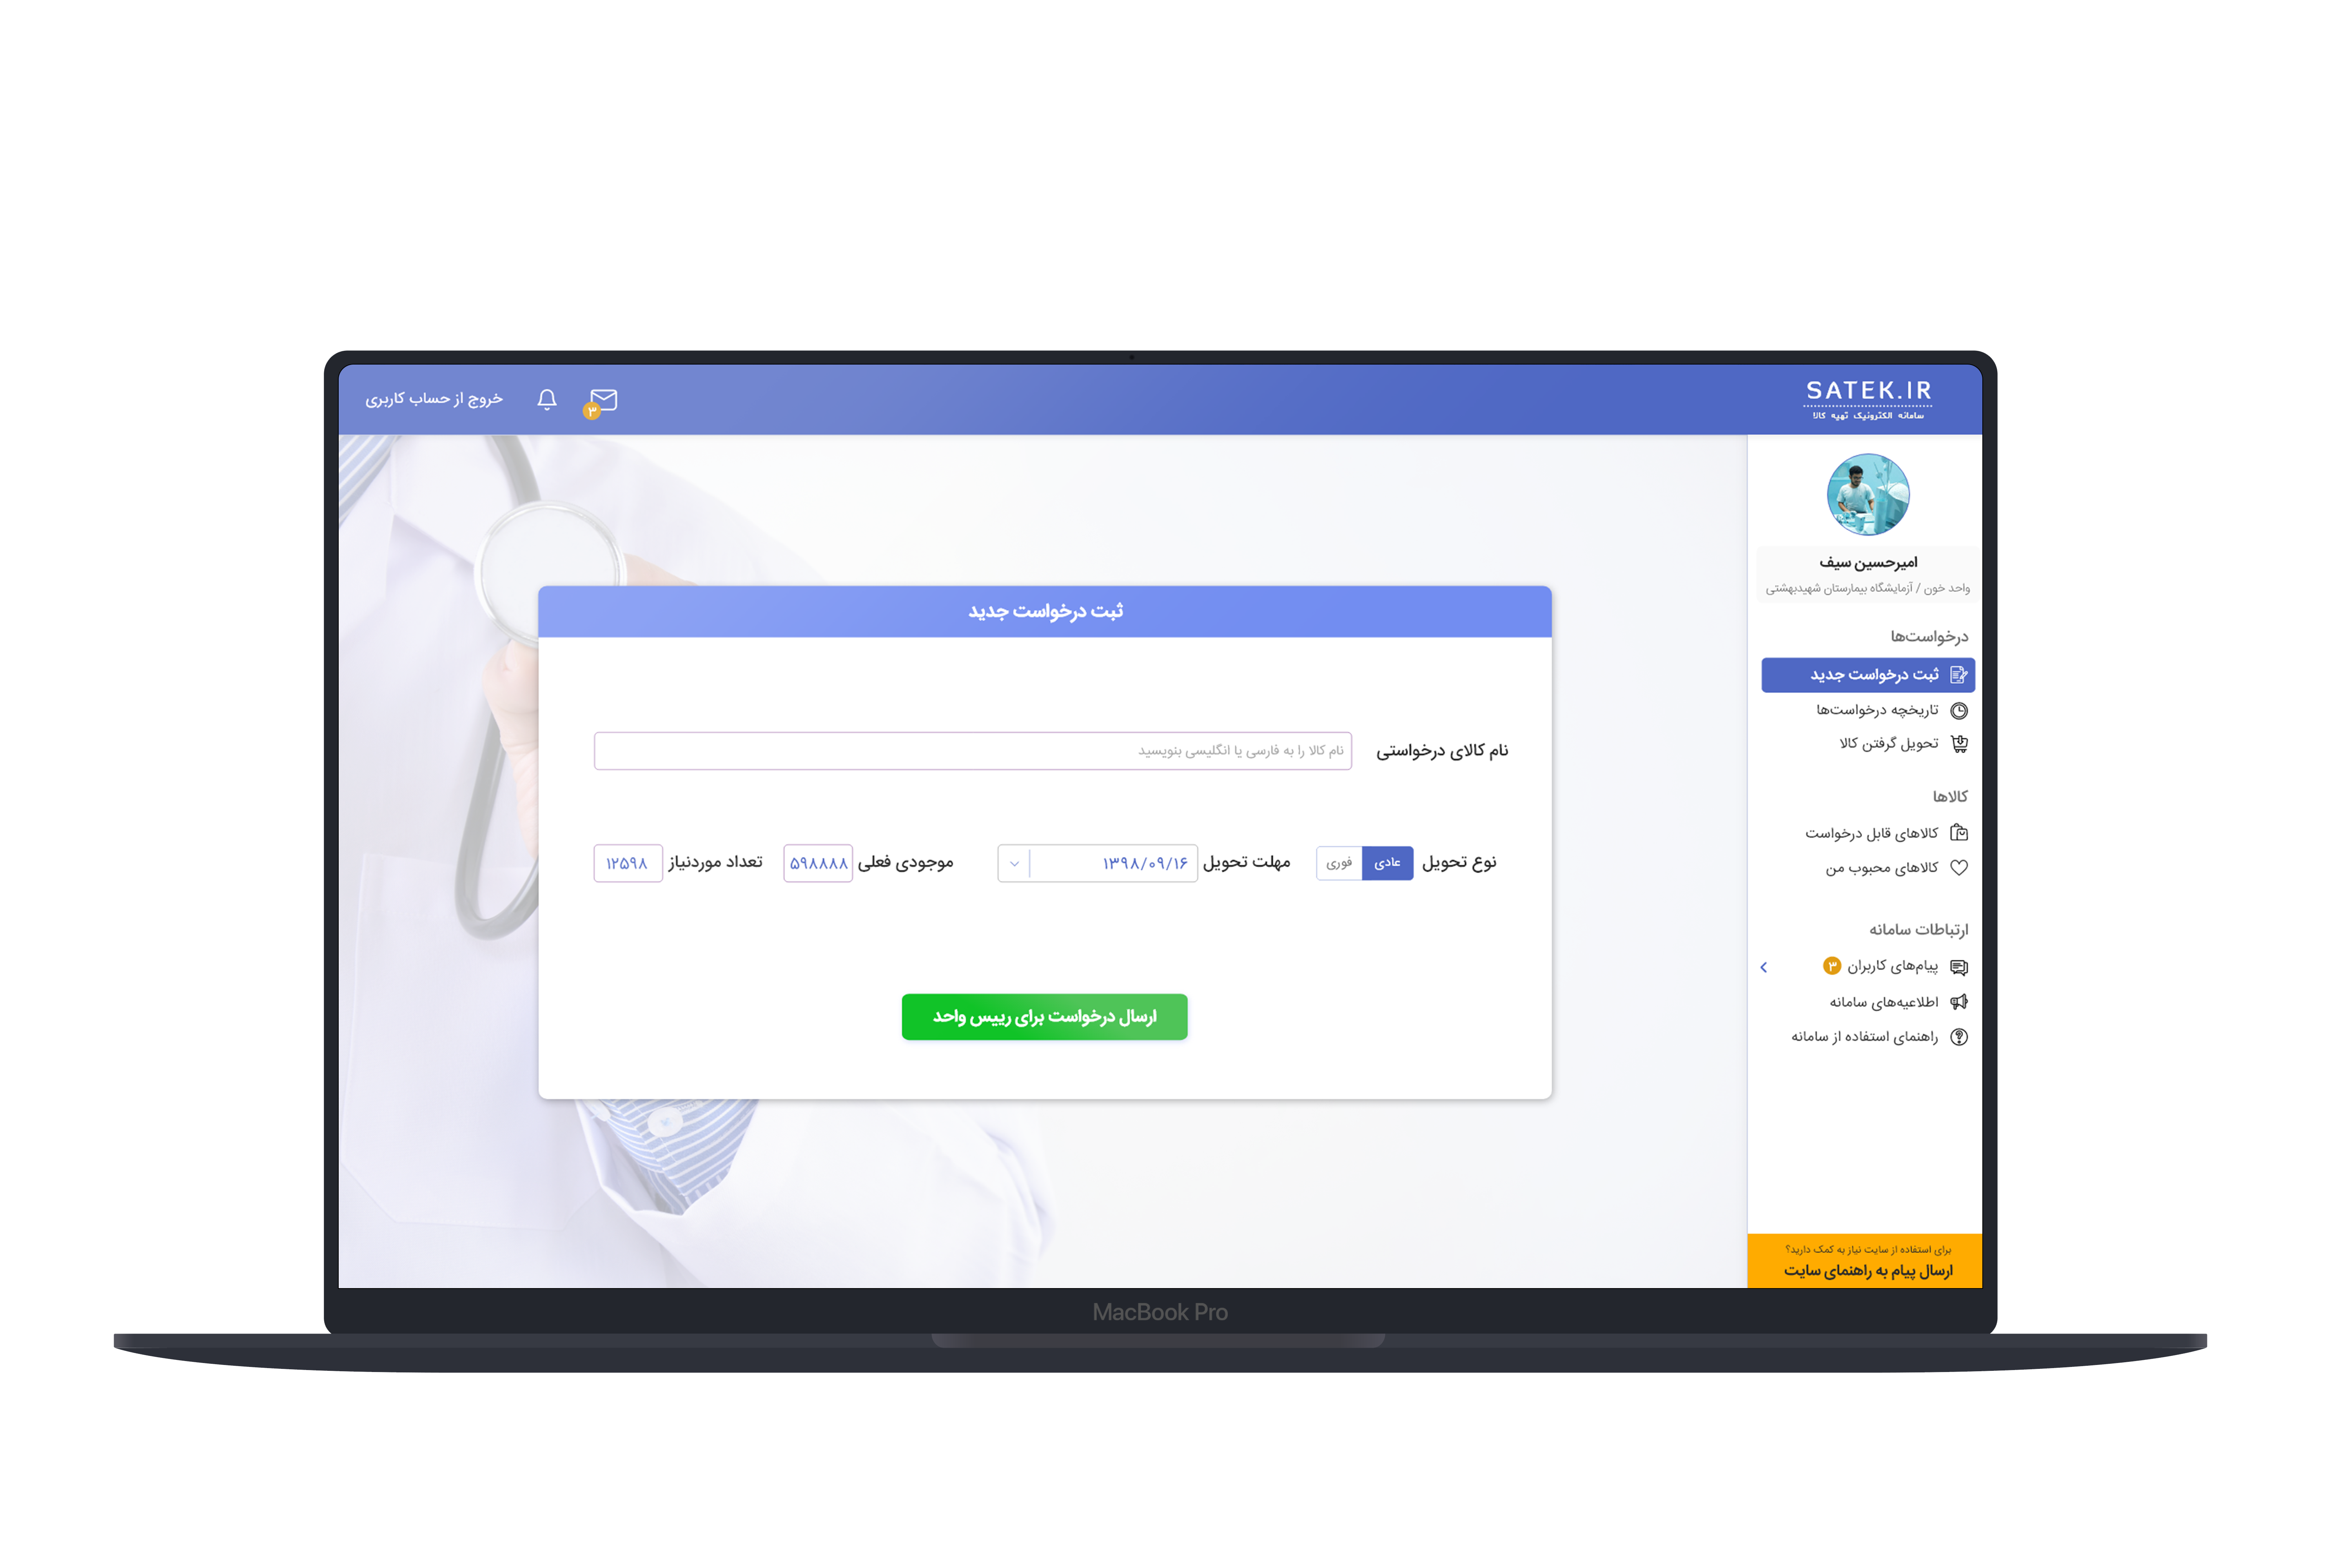 SATEK.IR
سامانه الکترونیک تهیه کالا
۳
خروج از حساب کاربری
امیرحسین سیف
واحد خون / آزمایشگاه بیمارستان شهیدبهشتی
درخواست‌ها
ثبت درخواست جدید
تاریخچه درخواست‌ها
تحویل گرفتن کالا
کالاها
کالاهای قابل درخواست
کالاهای محبوب من
ارتباطات سامانه
پیام‌های کاربران ۳
اطلاعیه‌های سامانه
راهنمای استفاده از سامانه
برای استفاده از سایت نیاز به کمک دارید؟
ارسال پیام به راهنمای سایت
ثبت درخواست جدید
نام کالای درخواستی نام کالا را به فارسی یا انگلیسی بنویسید
نوع تحویل عادی فوری مهلت تحویل ۱۳۹۸/۰۹/۱۶ موجودی فعلی ۵۹۸۸۸۸ تعداد موردنیاز ۱۲۵۹۸
ارسال درخواست برای رییس واحد
MacBook Pro